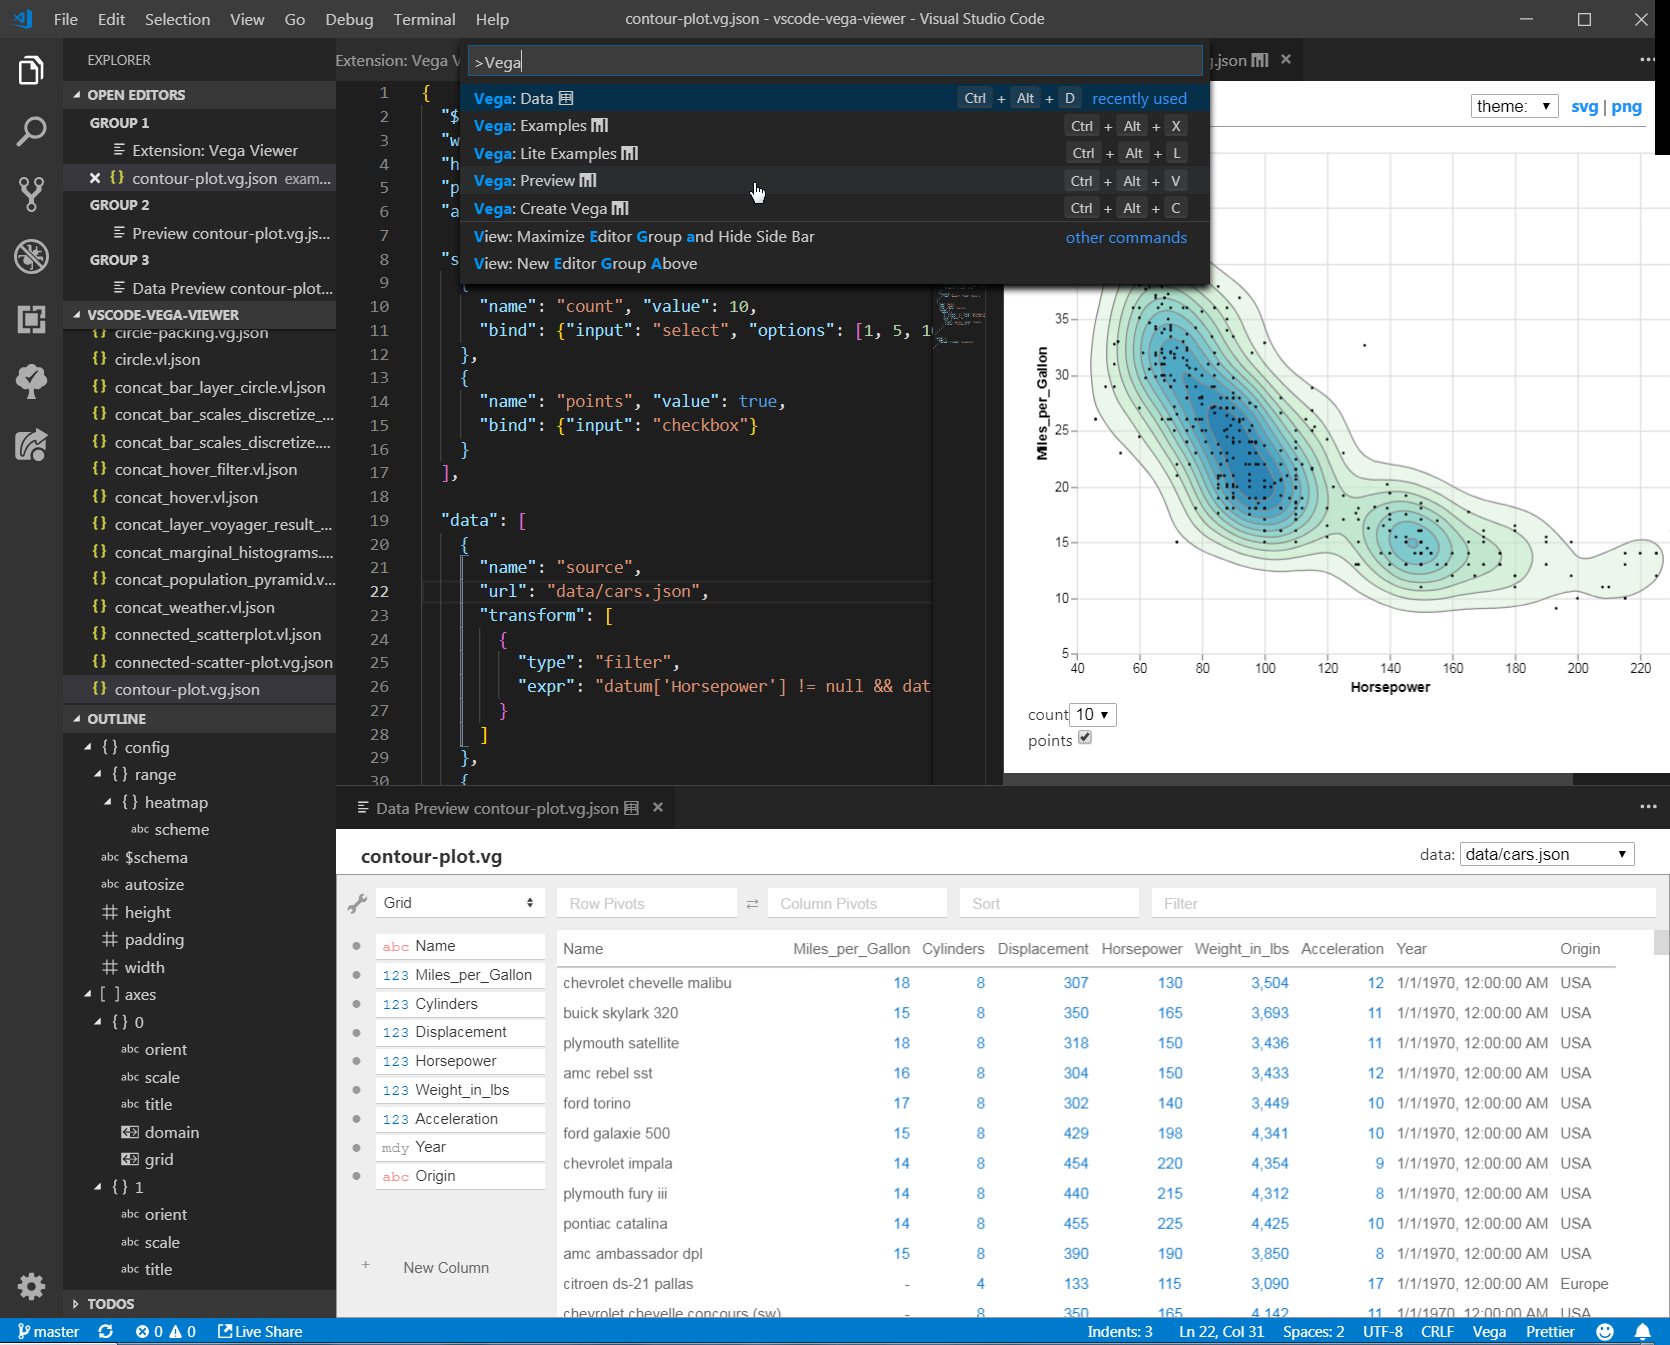 File Edit Selection View Go Debug Terminal Help
contour-plot.vg.json - vscode-vega-viewer - Visual Studio Code
EXPLORER
OPEN EDITORS
GROUP 1
Extension: Vega Viewer
contour-plot.vg.json exam...
GROUP 2
Preview contour-plot.vg.js...
GROUP 3
Data Preview contour-plot...
VSCODE-VEGA-VIEWER
circle-packing.vg.json
circle.vl.json
concat_bar_layer_circle.vl.json
concat_bar_scales_discretize_...
concat_bar_scales_discretize....
concat_hover_filter.vl.json
concat_hover.vl.json
concat_layer_voyager_result_...
concat_marginal_histograms....
concat_population_pyramid.v...
concat_weather.vl.json
connected_scatterplot.vl.json
connected-scatter-plot.vg.json
contour-plot.vg.json
OUTLINE
{} config
{} range
{} heatmap
abc scheme
abc $schema
abc autosize
height
padding
width
[ ] axes
{} 0
abc orient
abc scale
abc title
domain
grid
{} 1
abc orient
abc scale
abc title
TODOS
Extension: Vega V
.json
>Vega
Vega: Data Ctrl + Alt + D recently used
Vega: Examples Ctrl + Alt + X
Vega: Lite Examples Ctrl + Alt + L
Vega: Preview Ctrl + Alt + V
Vega: Create Vega Ctrl + Alt + C
View: Maximize Editor Group and Hide Side Bar other commands
View: New Editor Group Above
1 {
2 "$
3 "w
4 "h
5 "p
6 "a
7
8 "s
9 {
10 "name": "count", "value": 10,
11 "bind": {"input": "select", "options": [1, 5, 10
12 },
13 {
14 "name": "points", "value": true,
15 "bind": {"input": "checkbox"}
16 }
17 ],
18
19 "data": [
20 {
21 "name": "source",
22 "url": "data/cars.json",
23 "transform": [
24 {
25 "type": "filter",
26 "expr": "datum['Horsepower'] != null && dat
27 }
28 ]
29 },
30 {
theme: svg | png
Miles_per_Gallon
35
30
25
20
15
10
5
40 60 80 100 120 140 160 180 200 220
Horsepower
count 10
points
Data Preview contour-plot.vg.json
contour-plot.vg
data: data/cars.json
Grid Row Pivots Column Pivots Sort Filter
abc Name
123 Miles_per_Gallon
123 Cylinders
123 Displacement
123 Horsepower
123 Weight_in_lbs
123 Acceleration
mdy Year
abc Origin
+ New Column
Name Miles_per_Gallon Cylinders Displacement Horsepower Weight_in_lbs Acceleration Year Origin
chevrolet chevelle malibu 18 8 307 130 3,504 12 1/1/1970, 12:00:00 AM USA
buick skylark 320 15 8 350 165 3,693 11 1/1/1970, 12:00:00 AM USA
plymouth satellite 18 8 318 150 3,436 11 1/1/1970, 12:00:00 AM USA
amc rebel sst 16 8 304 150 3,433 12 1/1/1970, 12:00:00 AM USA
ford torino 17 8 302 140 3,449 10 1/1/1970, 12:00:00 AM USA
ford galaxie 500 15 8 429 198 4,341 10 1/1/1970, 12:00:00 AM USA
chevrolet impala 14 8 454 220 4,354 9 1/1/1970, 12:00:00 AM USA
plymouth fury iii 14 8 440 215 4,312 8 1/1/1970, 12:00:00 AM USA
pontiac catalina 14 8 455 225 4,425 10 1/1/1970, 12:00:00 AM USA
amc ambassador dpl 15 8 390 190 3,850 8 1/1/1970, 12:00:00 AM USA
citroen ds-21 pallas - 4 133 115 3,090 17 1/1/1970, 12:00:00 AM Europe
chevrolet chevelle concours (sw) - 8 350 165 4,142 11 1/1/1970, 12:00:00 AM USA
master 0 0 Live Share Indents: 3 Ln 22, Col 31 Spaces: 2 UTF-8 CRLF Vega Prettier